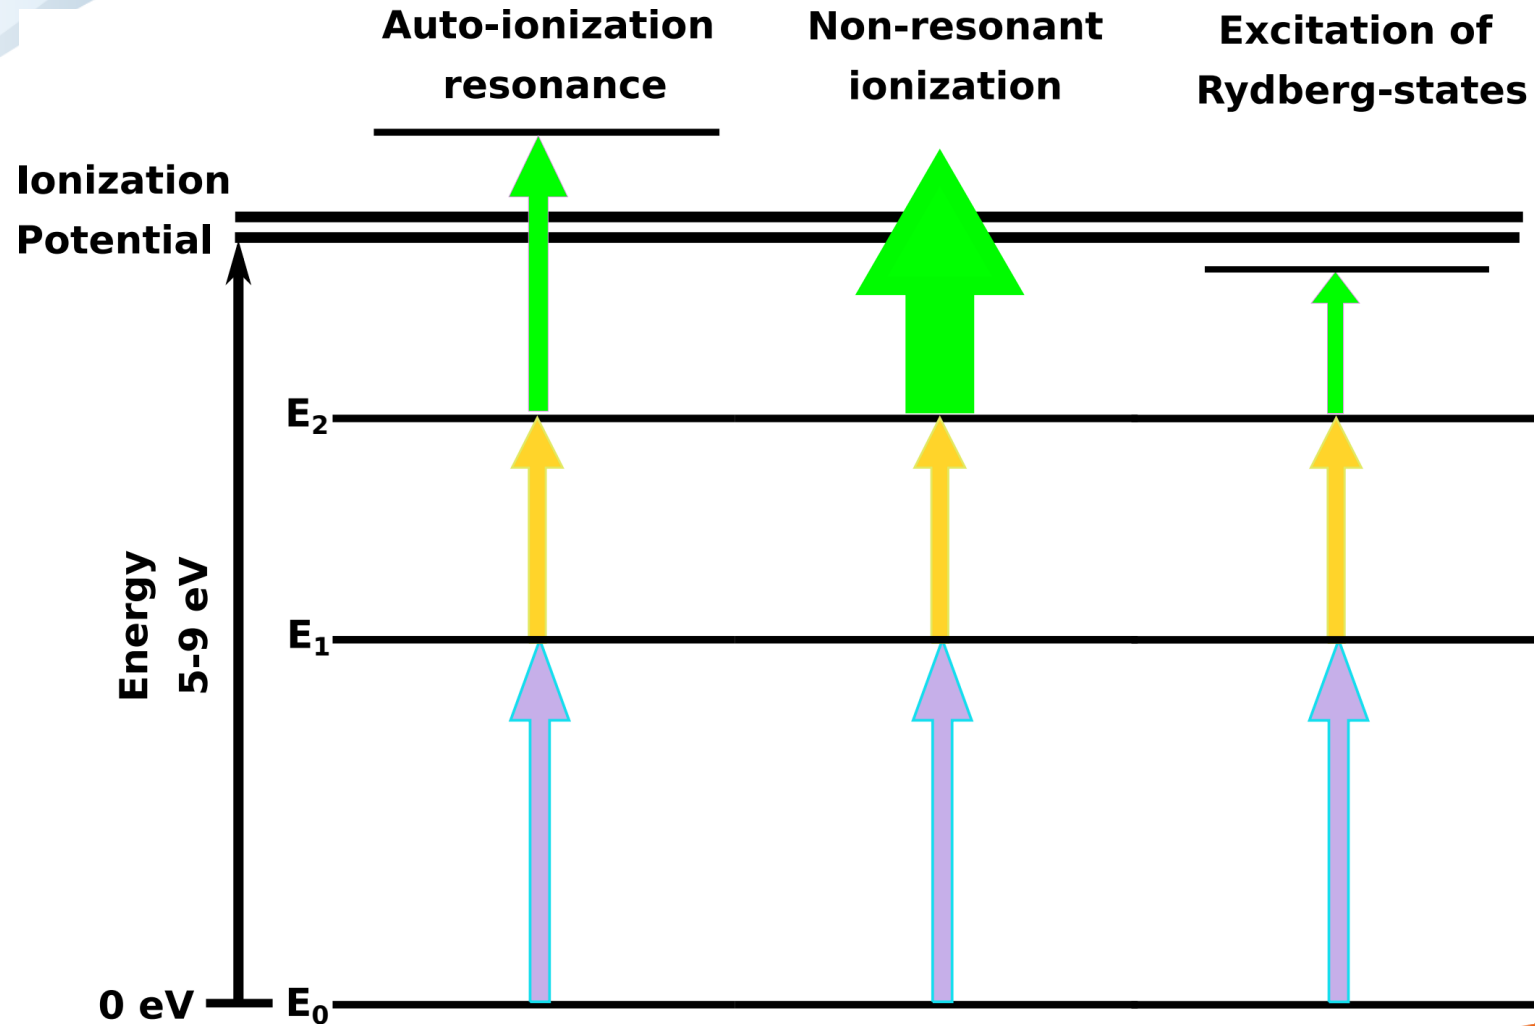 Auto-ionization
resonance
Non-resonant
ionization
Excitation of
Rydberg-states
Ionization
Potential
E₂
E₁
Energy
5-9 eV
0 eV
E₀